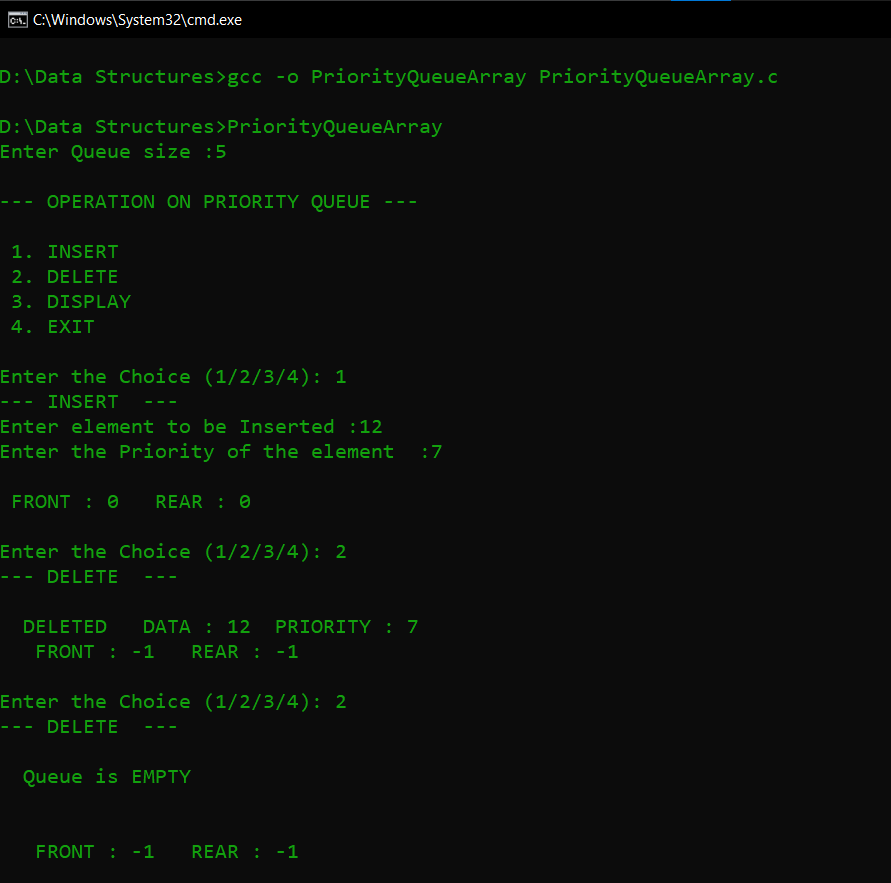 C:\Windows\System32\cmd.exe
D:\Data Structures>gcc -o PriorityQueueArray PriorityQueueArray.c
D:\Data Structures>PriorityQueueArray
Enter Queue size :5
--- OPERATION ON PRIORITY QUEUE ---
1. INSERT
2. DELETE
3. DISPLAY
4. EXIT
Enter the Choice (1/2/3/4): 1
--- INSERT  ---
Enter element to be Inserted :12
Enter the Priority of the element  :7
FRONT : 0   REAR : 0
Enter the Choice (1/2/3/4): 2
--- DELETE  ---
DELETED   DATA : 12  PRIORITY : 7
FRONT : -1   REAR : -1
Enter the Choice (1/2/3/4): 2
--- DELETE  ---
Queue is EMPTY
FRONT : -1   REAR : -1